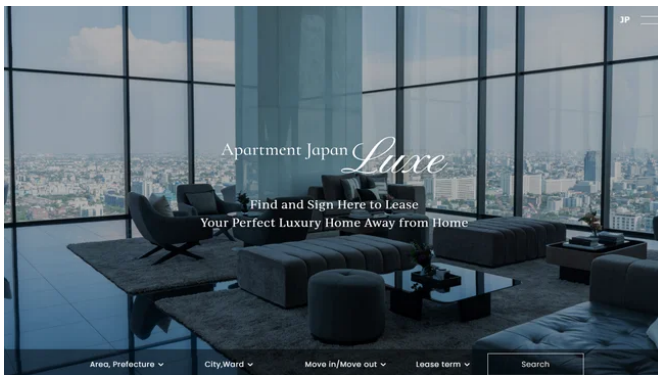 JP
Apartment Japan Luxe
Find and Sign Here to Lease
Your Perfect Luxury Home Away from Home
Area, Prefecture City,Ward Move in/Move out Lease term Search